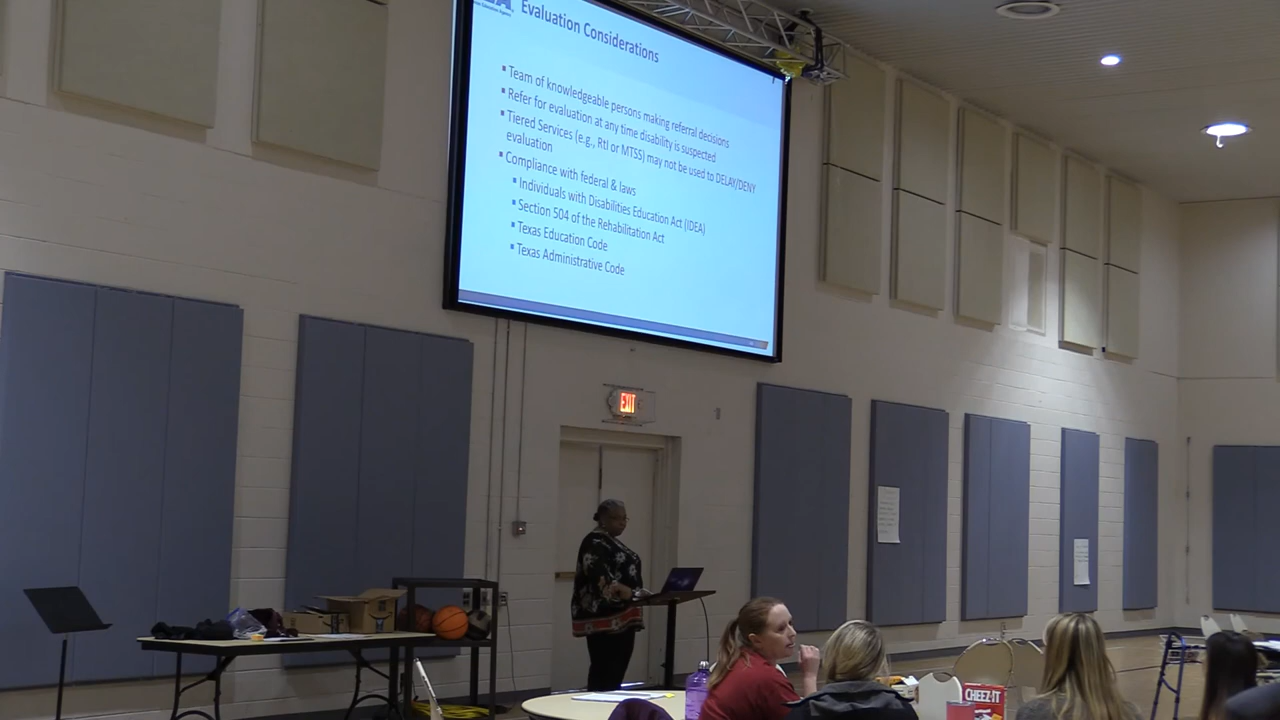 Evaluation Considerations
Team of knowledgeable persons making referral decisions
Refer for evaluation at any time disability is suspected
Tiered Services (e.g., RtI or MTSS) may not be used to DELAY/DENY
evaluation
Compliance with federal & laws
Individuals with Disabilities Education Act (IDEA)
Section 504 of the Rehabilitation Act
Texas Education Code
Texas Administrative Code
EXIT
CHEEZ-IT